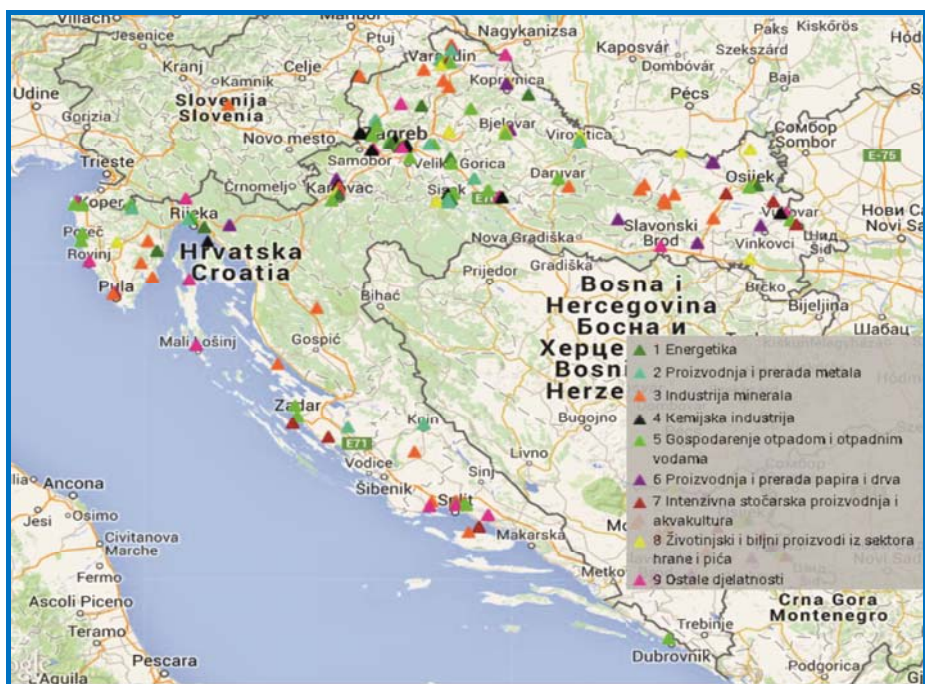 Villach
Maribor
Nagykanizsa
Paks
Kiskőrös
Jesenice
Ptuj
Kaposvár
Szekszárd
Dombóvár
Baja
Kranj
Celje
Varaždin
Kamnik
Koprivnica
Pécs
Udine
Slovenija
Slovenia
Gorizia
Novo mesto
Zagreb
Bjelovar
Virovitica
Сомбор
Sombor
E-75
Samobor
Velika Gorica
Trieste
Črnomelj
Karlovac
Sisak
Daruvar
Osijek
Koper
Rijeka
Vukovar
Нови Са
Novi Sa
Poreč
Rovinj
Hrvatska
Croatia
Nova Gradiška
Slavonski
Brod
Vinkovci
Шид
Šid
Pula
Prijedor
Gradiška
Bihać
Bosna i
Hercegovina
Босна и
Херце
Bosni
Herze
Brčko
Bijeljina
Шабац
Mali Lošinj
Gospić
1 Energetika
2 Proizvodnja i prerada metala
3 Industrija minerala
4 Kemijska industrija
5 Gospodarenje otpadom i otpadnim
vodama
6 Proizvodnja i prerada papira i drva
7 Intenzivna stočarska proizvodnja i
akvakultura
8 Životinjski i biljni proizvodi iz sektora
hrane i pića
9 Ostale djelatnosti
Zadar
Knin
Bugojno
E71
Vodice
Livno
Šibenik
Sinj
Ancona
Osimo
Jesi
Split
Makarska
Civitanova
Marche
Fermo
Metko
Ascoli Piceno
Crna Gora
Montenegro
Teramo
Trebinje
Dubrovnik
Pescara
L'Aquila
Podgorica